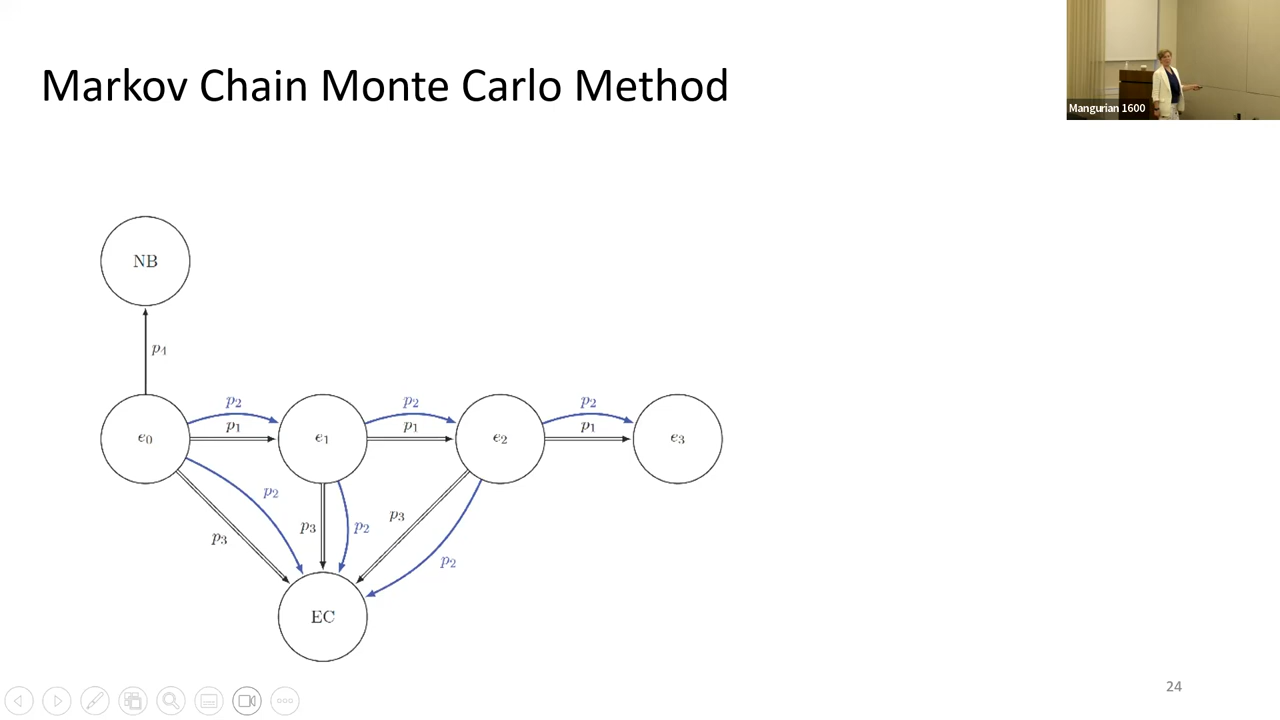 Markov Chain Monte Carlo Method
Mangurian 1600
NB
p4
p2 p2 p2
e0 p1 e1 p1 e2 p1 e3
p2
p3 p3 p2 p3
p2
EC
24